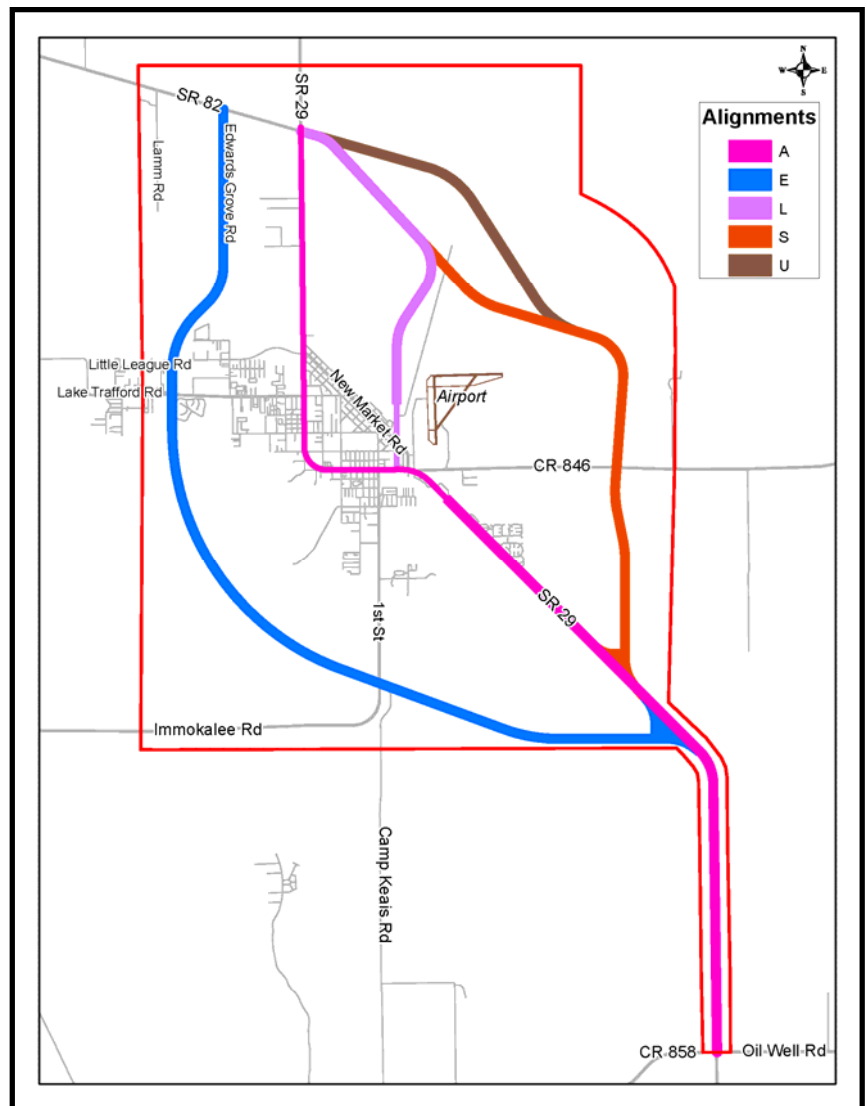 N
W E
S
SR 82
SR 29
Alignments
A
E
L
S
U
Lamm Rd
Edwards Grove Rd
Little League Rd
Lake Trafford Rd
New Market Rd
Airport
CR 846
SR 29
1st St
Immokalee Rd
Camp Keais Rd
CR 858
Oil Well Rd